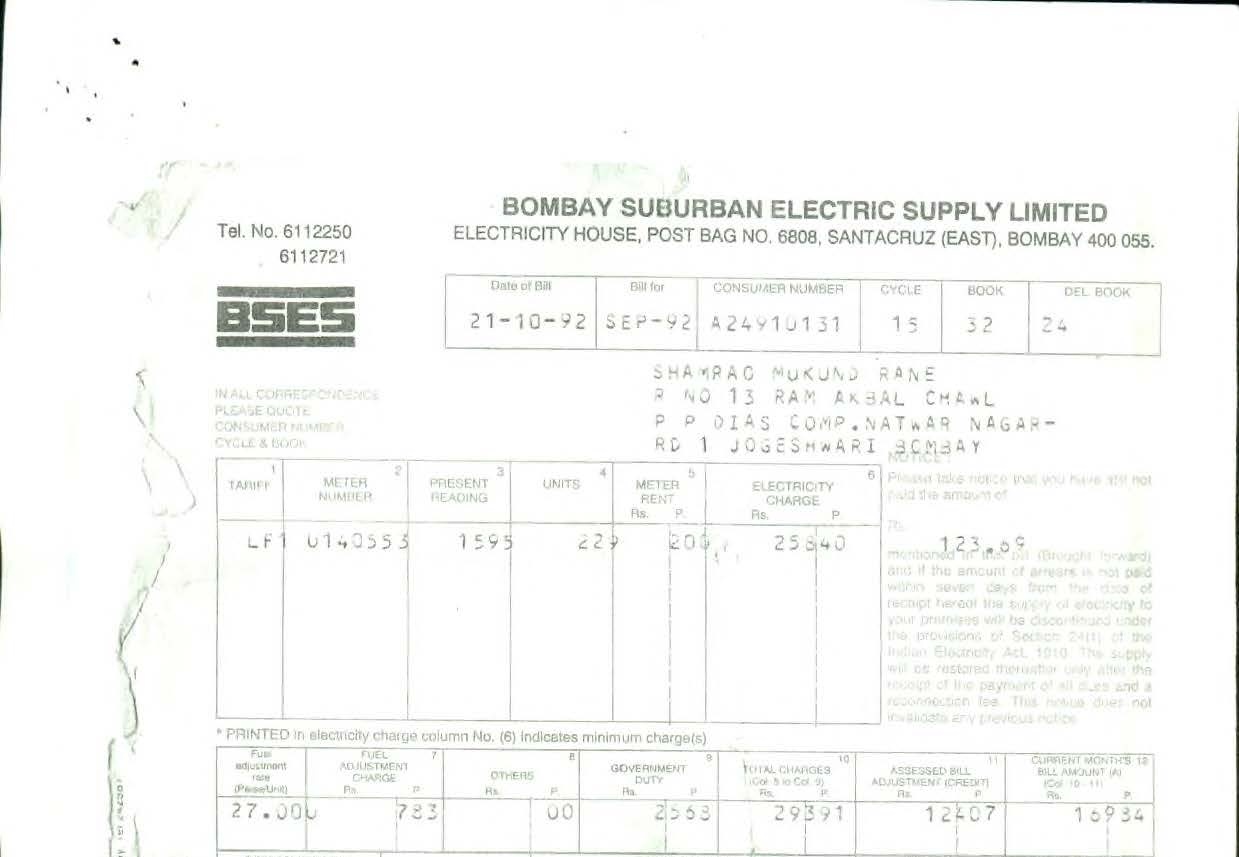 BOMBAY SUBURBAN ELECTRIC SUPPLY LIMITED
ELECTRICITY HOUSE, POST BAG NO. 6808, SANTACRUZ (EAST), BOMBAY 400 055.
Tel. No. 6112250
6112721
BSES
Date of Bill Bill for CONSUMER NUMBER CYCLE BOOK DEL. BOOK
21-10-92 SEP-92 A24910131 15 32 24
SHAMRAO MUKUND RANE
R NO 13 RAM AKBAL CHAWL
P P DIAS COMP.NATWAR NAGAR-
RD 1 JOGESHWARI BOMBAY
IN ALL CORRESPONDENCE
PLEASE QUOTE
CONSUMER NUMBER
CYCLE & BOOK
1 2 3 4 5 6
TARIFF METER NUMBER PRESENT READING UNITS METER RENT Rs. P. ELECTRICITY CHARGE Rs. P
LF1 0140553 1595 229 200 25840
NOTICE :
Please take notice that you have still not
paid the amount of
Rs.
123.69
mentioned in this bill (Brought forward)
and if the amount of arrears is not paid
within seven days from the date of
receipt hereof the supply of electricity to
your premises will be discontinued under
the provisions of Section 24(1) of the
Indian Electricity Act, 1910. The supply
will be restored thereafter only after the
receipt of the payment of all dues and a
reconnection fee. This notice does not
invalidate any previous notice
* PRINTED in electricity charge column No. (6) indicates minimum charge(s)
7 8 9 10 11 12
Fuel adjustment rate (Paise/Unit) FUEL ADJUSTMENT CHARGE Rs. P OTHERS Rs. P. GOVERNMENT DUTY Rs. P TOTAL CHARGES (Col. 5 to Col. 9) Rs. P. ASSESSED BILL ADJUSTMENT (CREDIT) Rs. P CURRENT MONTH'S BILL AMOUNT (A) (Col. 10 - 11) Rs. P.
27.000 783 00 2568 29391 12407 16984